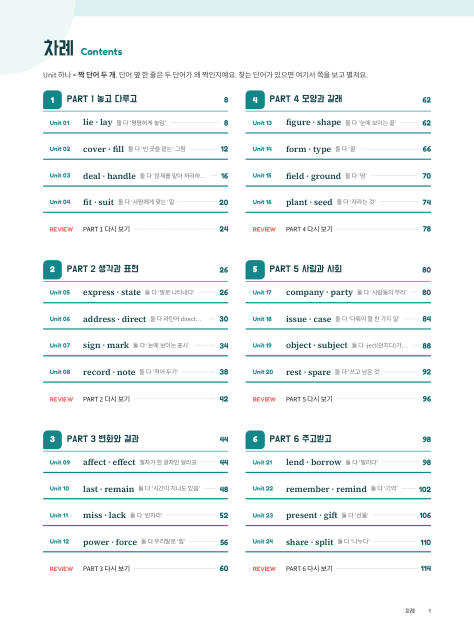 차례 Contents
Unit 하나 = 짝 단어 두 개. 단어 옆 한 줄은 두 단어가 왜 짝인지예요. 찾는 단어가 있으면 여기서 쪽을 보고 펼쳐요.
1 PART 1 놓고 다루고 8
Unit 01 lie · lay 둘 다 '평평하게 놓임' 8
Unit 02 cover · fill 둘 다 '빈 곳을 덮는' 그림 12
Unit 03 deal · handle 둘 다 '문제를 맡아 처리하… 16
Unit 04 fit · suit 둘 다 '사람에게 맞는' 말 20
REVIEW PART 1 다시 보기 24
2 PART 2 생각과 표현 26
Unit 05 express · state 둘 다 '말로 나타내다' 26
Unit 06 address · direct 둘 다 라틴어 direct… 30
Unit 07 sign · mark 둘 다 '눈에 보이는 표시' 34
Unit 08 record · note 둘 다 '적어 두기' 38
REVIEW PART 2 다시 보기 42
3 PART 3 변화와 결과 44
Unit 09 affect · effect 철자가 한 글자만 달라요 44
Unit 10 last · remain 둘 다 '시간이 지나도 있음' 48
Unit 11 miss · lack 둘 다 '빈자리' 52
Unit 12 power · force 둘 다 우리말로 '힘' 56
REVIEW PART 3 다시 보기 60
4 PART 4 모양과 갈래 62
Unit 13 figure · shape 둘 다 '눈에 보이는 꼴' 62
Unit 14 form · type 둘 다 '꼴' 66
Unit 15 field · ground 둘 다 '땅' 70
Unit 16 plant · seed 둘 다 '자라는 것' 74
REVIEW PART 4 다시 보기 78
5 PART 5 사람과 사회 80
Unit 17 company · party 둘 다 '사람들의 무리' 80
Unit 18 issue · case 둘 다 '다뤄야 할 한 가지 일' 84
Unit 19 object · subject 둘 다 -ject(던지다)가… 88
Unit 20 rest · spare 둘 다 '쓰고 남은 것' 92
REVIEW PART 5 다시 보기 96
6 PART 6 주고받고 98
Unit 21 lend · borrow 둘 다 '빌리다' 98
Unit 22 remember · remind 둘 다 '기억' 102
Unit 23 present · gift 둘 다 '선물' 106
Unit 24 share · split 둘 다 '나누다' 110
REVIEW PART 6 다시 보기 114
차례 1